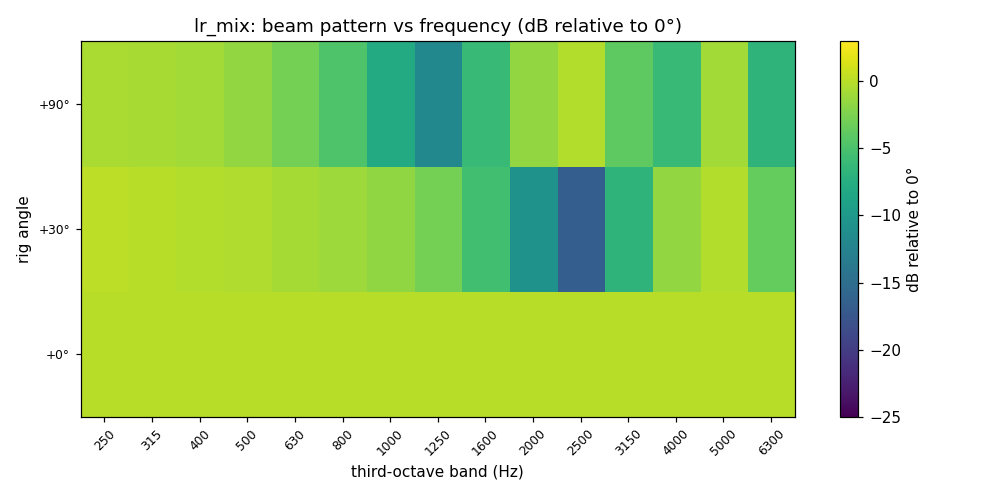 lr_mix: beam pattern vs frequency (dB relative to 0°)
+90°
+30°
+0°
rig angle
250 315 400 500 630 800 1000 1250 1600 2000 2500 3150 4000 5000 6300
third-octave band (Hz)
0
−5
−10
−15
−20
−25
dB relative to 0°